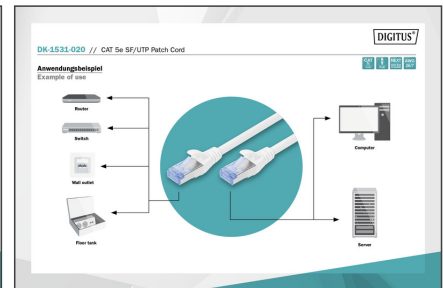 DIGITUS®
DK-1531-020 // CAT 5e SF/UTP Patch Cord
Anwendungsbeispiel
Example of use
Router
Switch
Wall outlet
Floor tank
Computer
Server